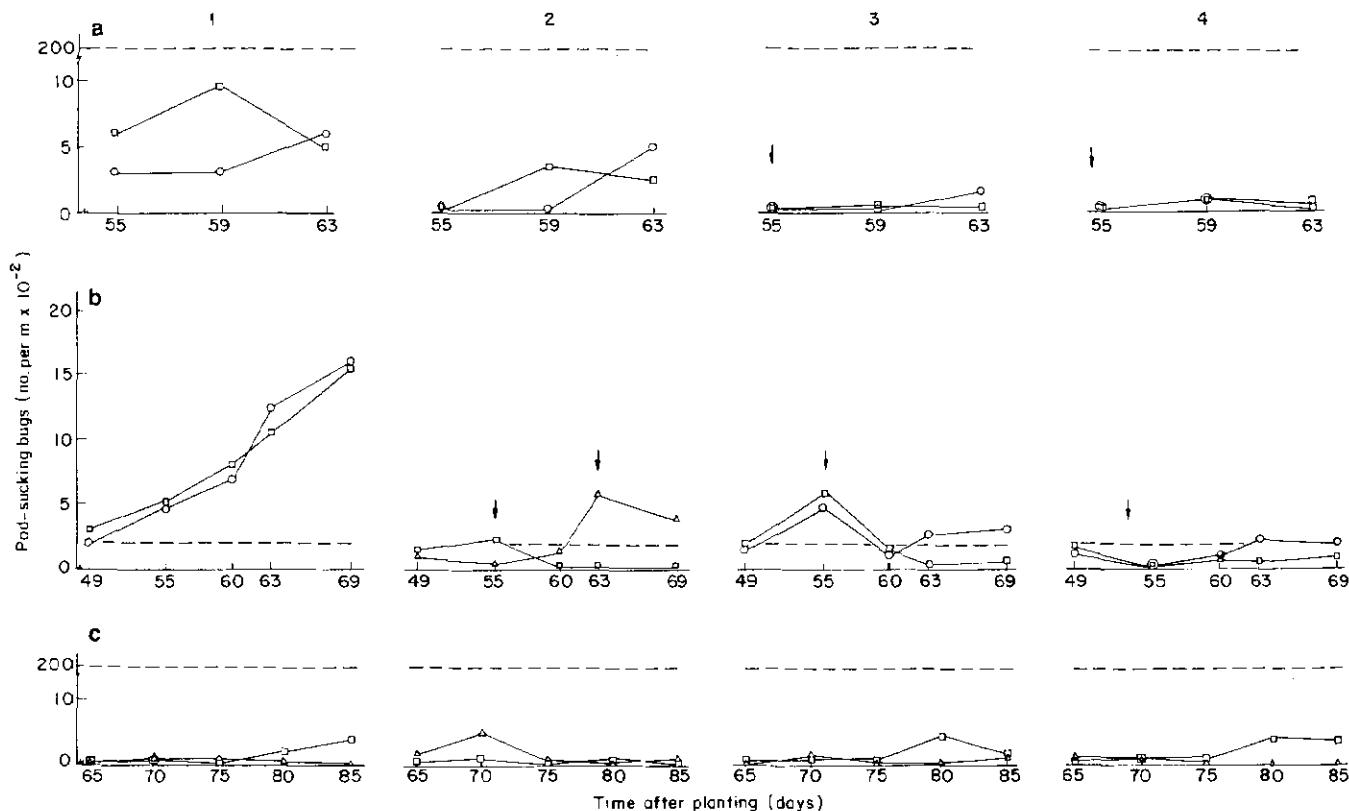 1 2 3 4
a
200
10
5
0
55 59 63 55 59 63 55 59 63 55 59 63
Pod-sucking bugs (no. per m x 10⁻²)
b
20
15
10
5
0
49 55 60 63 69 49 55 60 63 69 49 55 60 63 69 49 55 60 63 69
c
200
10
0
65 70 75 80 85 65 70 75 80 85 65 70 75 80 85 65 70 75 80 85
Time after planting (days)